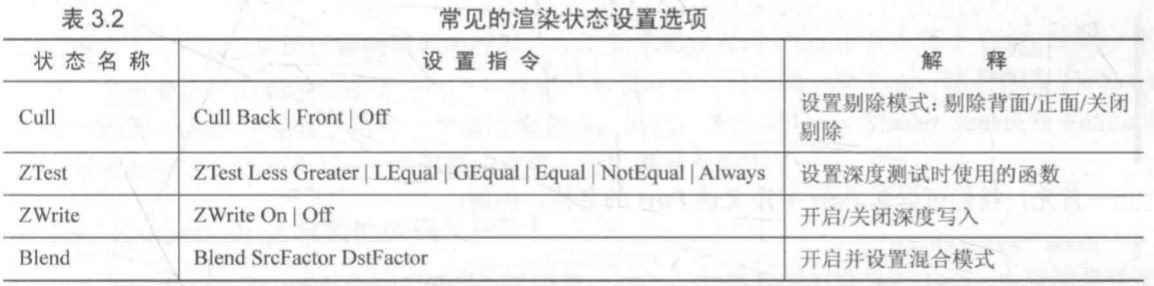 表 3.2 常见的渲染状态设置选项
状态名称 设置指令 解释
Cull Cull Back | Front | Off 设置剔除模式：剔除背面/正面/关闭
剔除
ZTest ZTest Less Greater | LEqual | GEqual | Equal | NotEqual | Always 设置深度测试时使用的函数
ZWrite ZWrite On | Off 开启/关闭深度写入
Blend Blend SrcFactor DstFactor 开启并设置混合模式